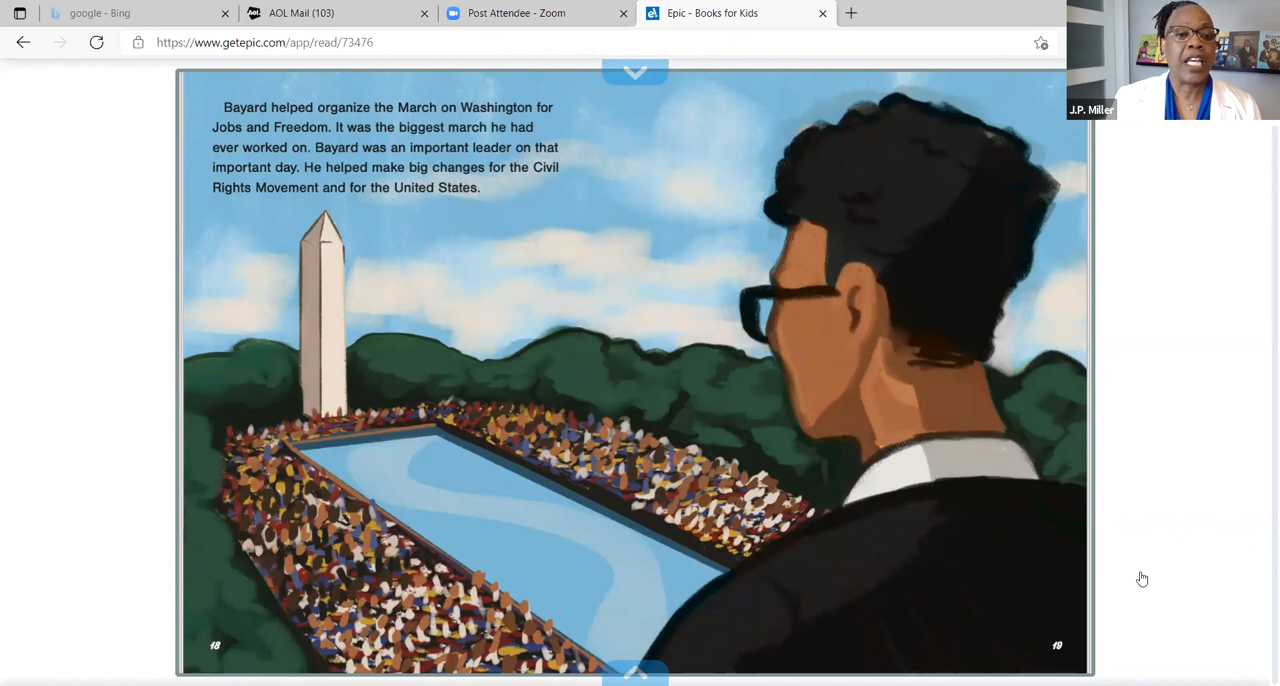 google - Bing
AOL Mail (103)
Post Attendee - Zoom
Epic - Books for Kids
https://www.getepic.com/app/read/73476
J.P. Miller
Bayard helped organize the March on Washington for
Jobs and Freedom. It was the biggest march he had
ever worked on. Bayard was an important leader on that
important day. He helped make big changes for the Civil
Rights Movement and for the United States.
18
19